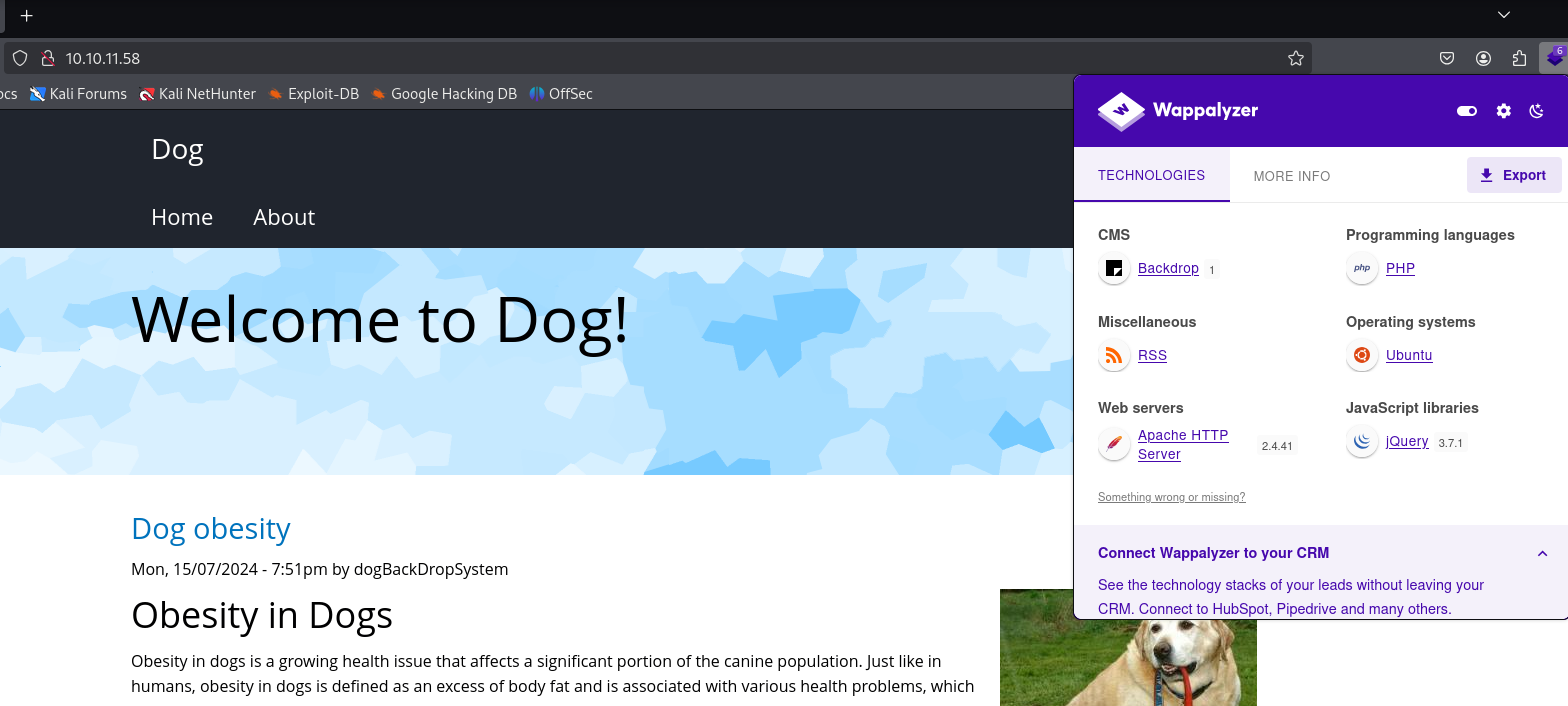 10.10.11.58
6
ocs Kali Forums Kali NetHunter Exploit-DB Google Hacking DB OffSec
Dog
Home About
Welcome to Dog!
Dog obesity
Mon, 15/07/2024 - 7:51pm by dogBackDropSystem
Obesity in Dogs
Obesity in dogs is a growing health issue that affects a significant portion of the canine population. Just like in
humans, obesity in dogs is defined as an excess of body fat and is associated with various health problems, which
Wappalyzer
TECHNOLOGIES MORE INFO Export
CMS
Backdrop 1
Miscellaneous
RSS
Web servers
Apache HTTP
Server 2.4.41
Programming languages
php PHP
Operating systems
Ubuntu
JavaScript libraries
jQuery 3.7.1
Something wrong or missing?
Connect Wappalyzer to your CRM
See the technology stacks of your leads without leaving your
CRM. Connect to HubSpot, Pipedrive and many others.